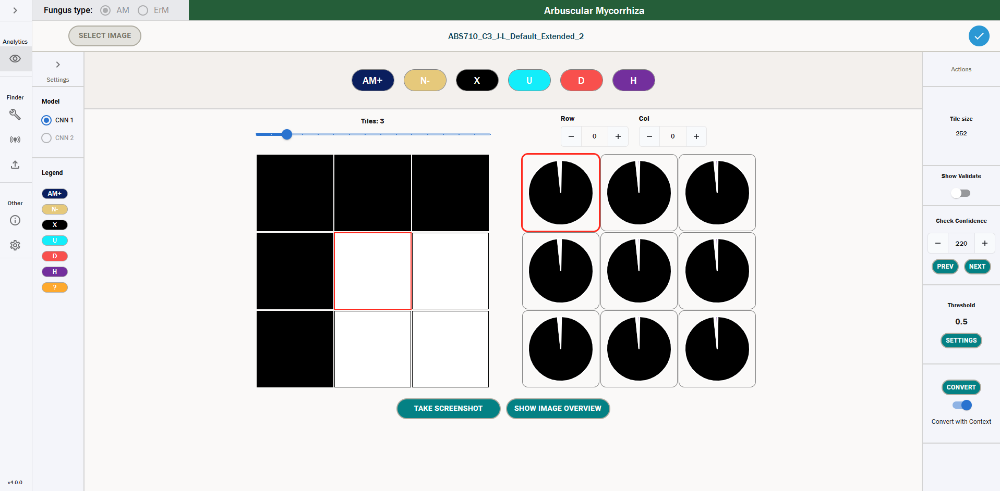 Fungus type: AM ErM
Arbuscular Mycorrhiza
SELECT IMAGE
ABS710_C3_J-L_Default_Extended_2
Analytics
Finder
Other
v4.0.0
Settings
Model
CNN 1
CNN 2
Legend
AM+
N-
X
U
D
H
?
AM+ N- X U D H
Tiles: 3
Row
0
Col
0
TAKE SCREENSHOT
SHOW IMAGE OVERVIEW
Actions
Tile size
252
Show Validate
Check Confidence
220
PREV NEXT
Threshold
0.5
SETTINGS
CONVERT
Convert with Context